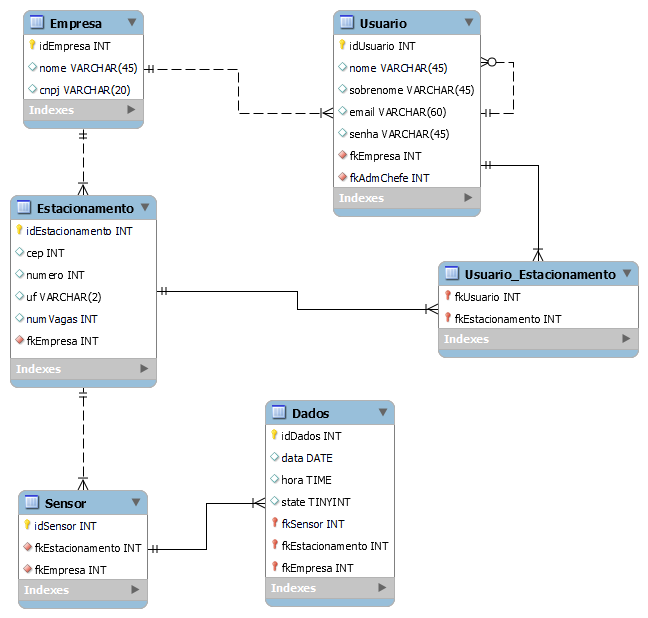 Empresa
idEmpresa INT
nome VARCHAR(45)
cnpj VARCHAR(20)
Indexes
Usuario
idUsuario INT
nome VARCHAR(45)
sobrenome VARCHAR(45)
email VARCHAR(60)
senha VARCHAR(45)
fkEmpresa INT
fkAdmChefe INT
Indexes
Estacionamento
idEstacionamento INT
cep INT
numero INT
uf VARCHAR(2)
numVagas INT
fkEmpresa INT
Indexes
Usuario_Estacionamento
fkUsuario INT
fkEstacionamento INT
Indexes
Dados
idDados INT
data DATE
hora TIME
state TINYINT
fkSensor INT
fkEstacionamento INT
fkEmpresa INT
Indexes
Sensor
idSensor INT
fkEstacionamento INT
fkEmpresa INT
Indexes